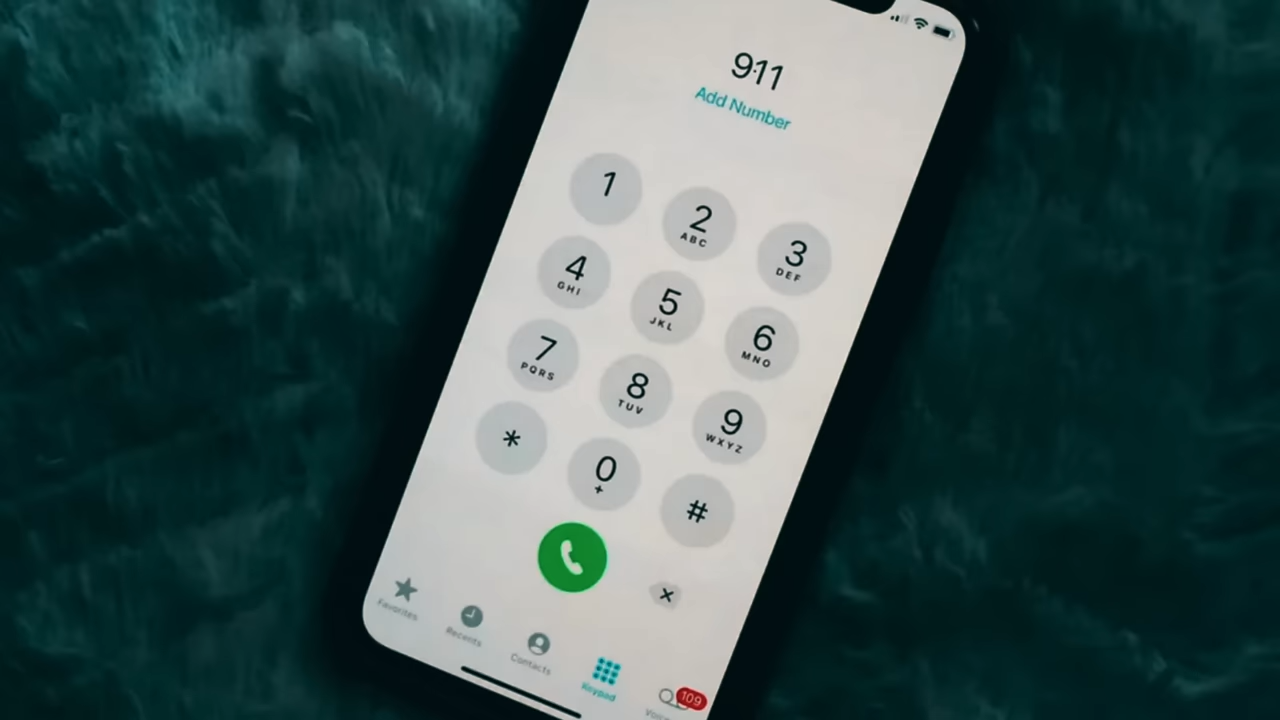 911
Add Number
1
2
ABC
3
DEF
4
GHI
5
JKL
6
MNO
7
PQRS
8
TUV
9
WXYZ
*
0
+
#
Favorites
Recents
Contacts
Keypad
109